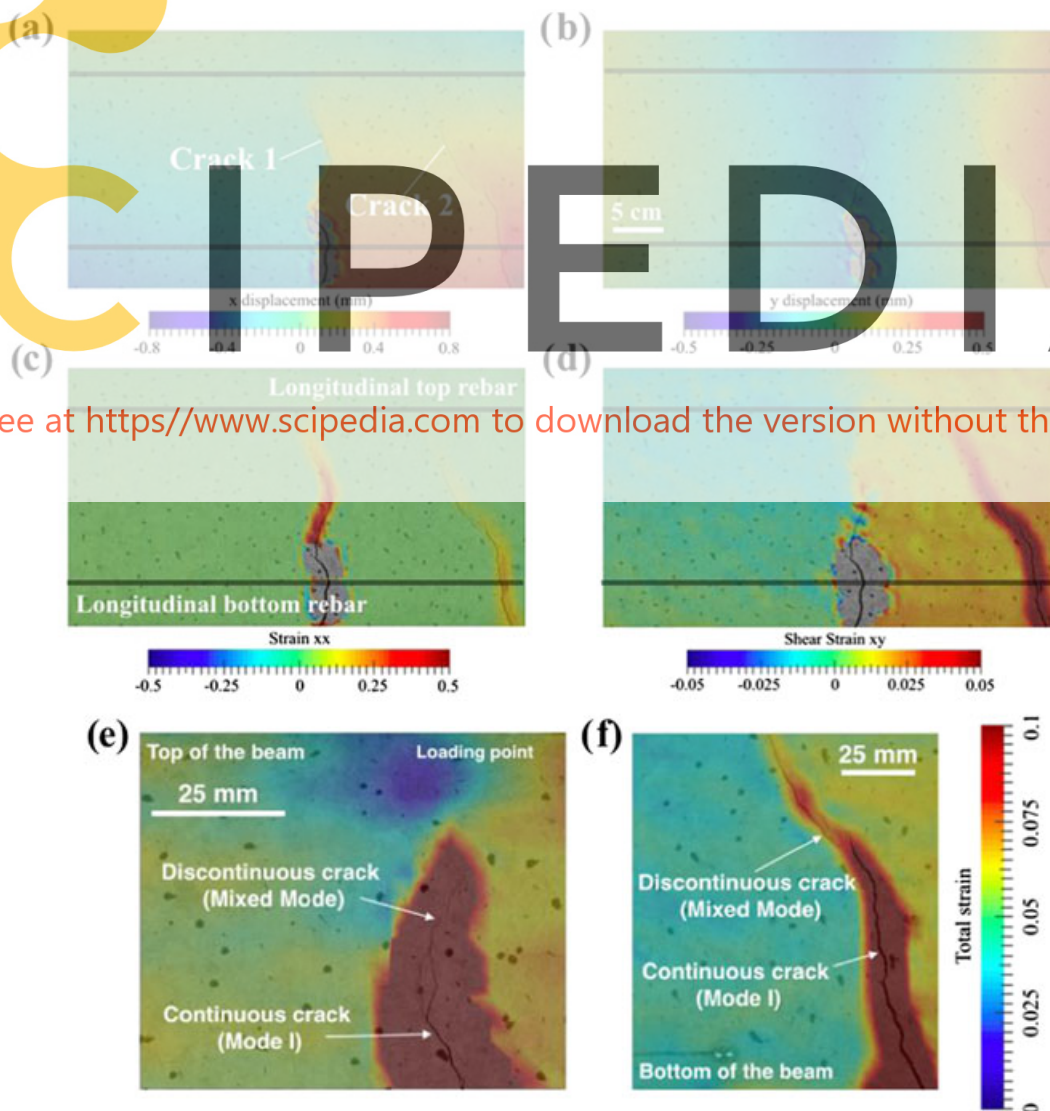 (a)
(b)
Crack 1
Crack 2
5 cm
CIPEDI
x displacement (mm)
-0.8 -0.4 0 0.4 0.8
y displacement (mm)
-0.5 -0.25 0 0.25 0.5
(c)
(d)
Longitudinal top rebar
ee at https//www.scipedia.com to download the version without th
Longitudinal bottom rebar
Strain xx
-0.5 -0.25 0 0.25 0.5
Shear Strain xy
-0.05 -0.025 0 0.025 0.05
(e)
Top of the beam
Loading point
25 mm
Discontinuous crack
(Mixed Mode)
Continuous crack
(Mode I)
(f)
25 mm
Discontinuous crack
(Mixed Mode)
Continuous crack
(Mode I)
Bottom of the beam
Total strain
0.1
0.075
0.05
0.025
0